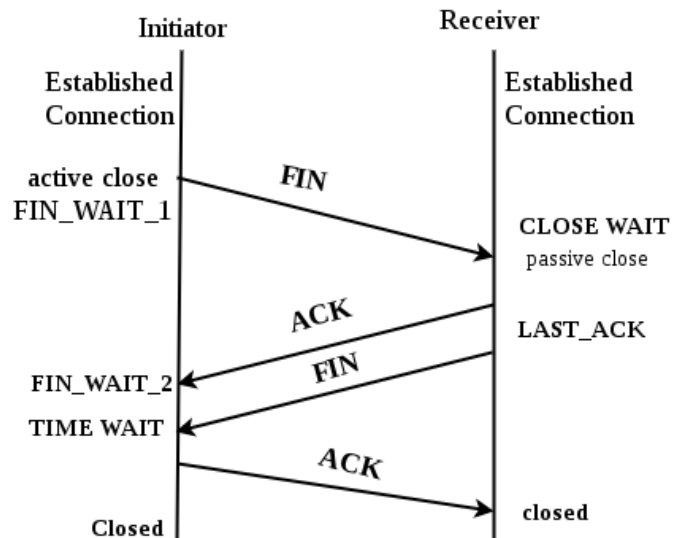 Initiator
Receiver
Established
Connection
Established
Connection
active close
FIN_WAIT_1
FIN
CLOSE WAIT
passive close
ACK
LAST_ACK
FIN
FIN_WAIT_2
TIME WAIT
ACK
closed
Closed